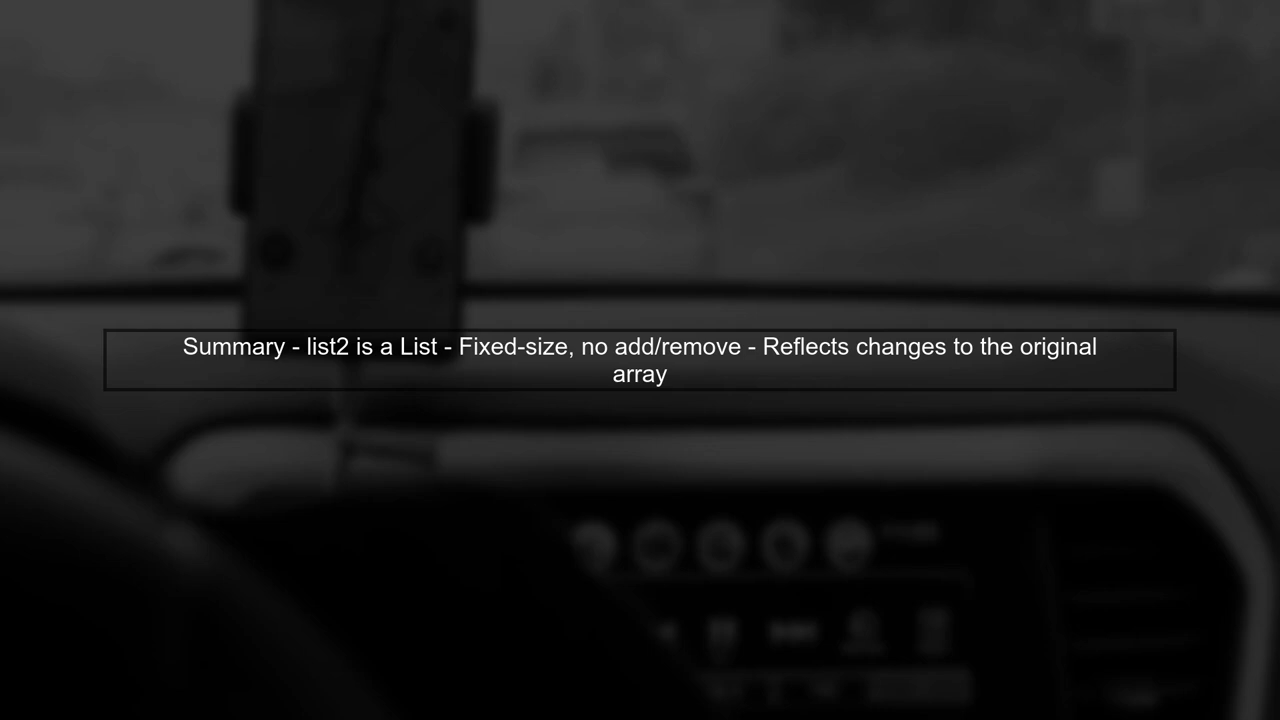 Summary - list2 is a List - Fixed-size, no add/remove - Reflects changes to the original
array